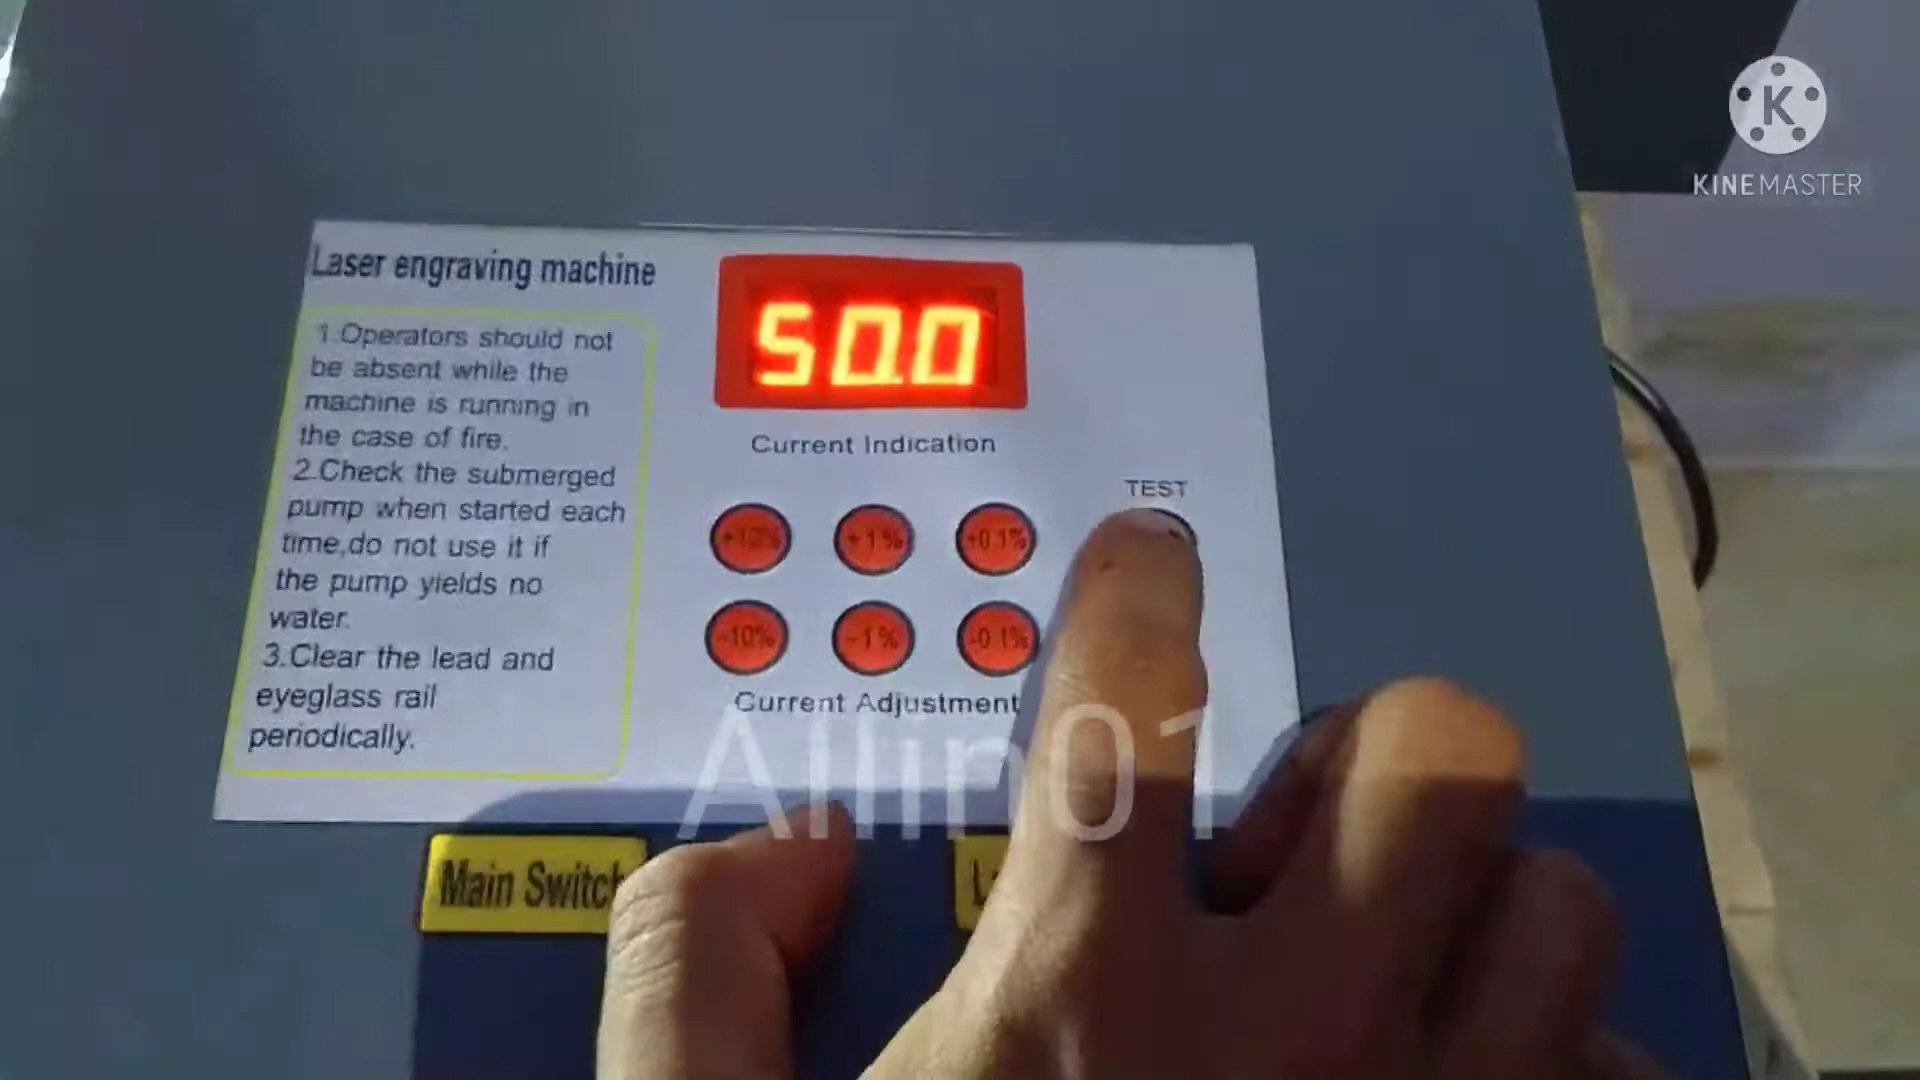 KINEMASTER
Laser engraving machine
1.Operators should not
be absent while the
machine is running in
the case of fire.
2.Check the submerged
pump when started each
time,do not use it if
the pump yields no
water.
3.Clear the lead and
eyeglass rail
periodically.
50.0
Current Indication
TEST
+10% +1% +0.1%
-10% -1% -0.1%
Current Adjustment
Allin01
Main Switch